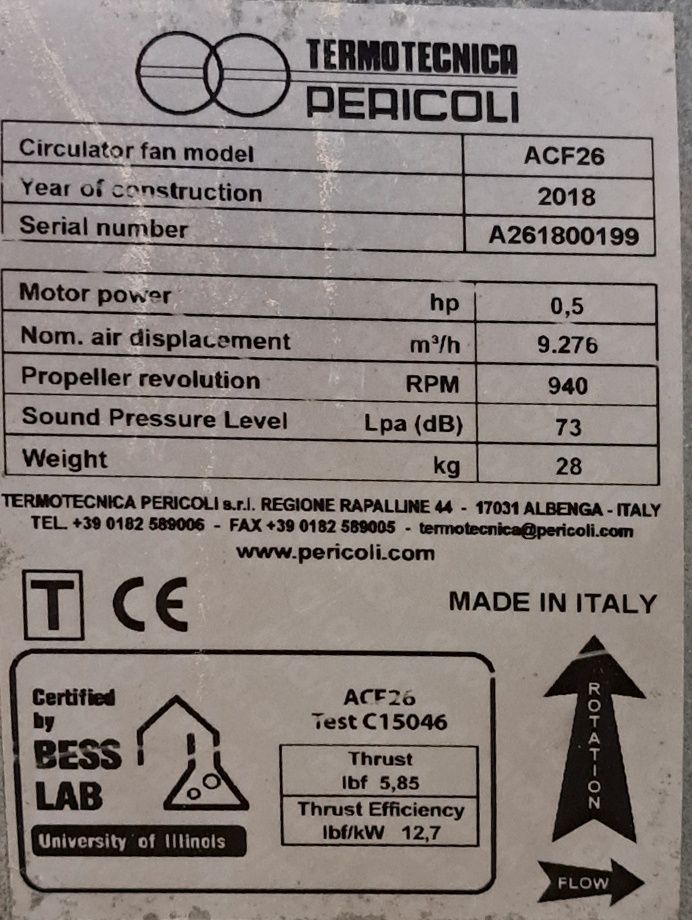 TERMOTECNICA
PERICOLI
Circulator fan model ACF26
Year of construction 2018
Serial number A261800199
Motor power hp 0,5
Nom. air displacement m³/h 9.276
Propeller revolution RPM 940
Sound Pressure Level Lpa (dB) 73
Weight kg 28
TERMOTECNICA PERICOLI s.r.l. REGIONE RAPALLINE 44 - 17031 ALBENGA - ITALY
TEL. +39 0182 589006 - FAX +39 0182 589005 - termotecnica@pericoli.com
www.pericoli.com
T CE
MADE IN ITALY
Certified
by
BESS
LAB
University of Illinois
ACF26
Test C15046
Thrust
lbf 5,85
Thrust Efficiency
lbf/kW 12,7
ROTATION
FLOW